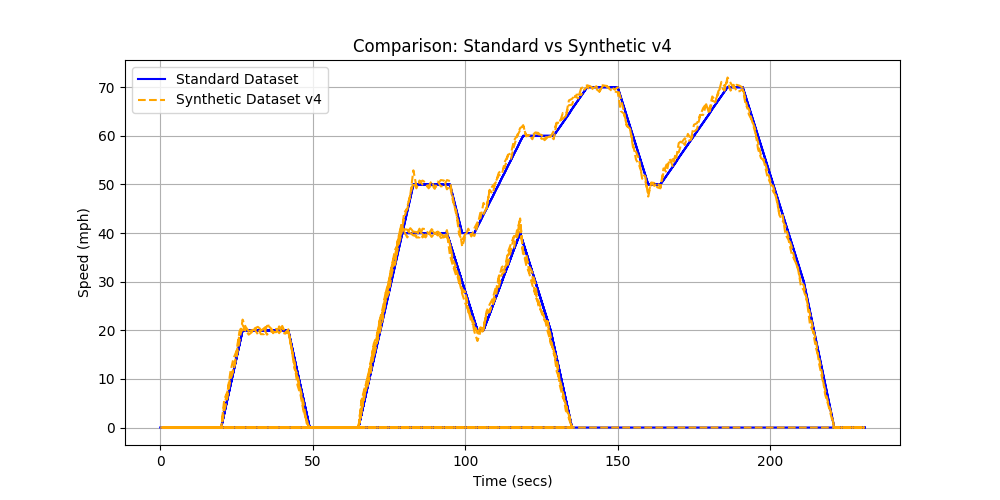 Comparison: Standard vs Synthetic v4
Standard Dataset
Synthetic Dataset v4
Speed (mph)
70
60
50
40
30
20
10
0
0 50 100 150 200
Time (secs)